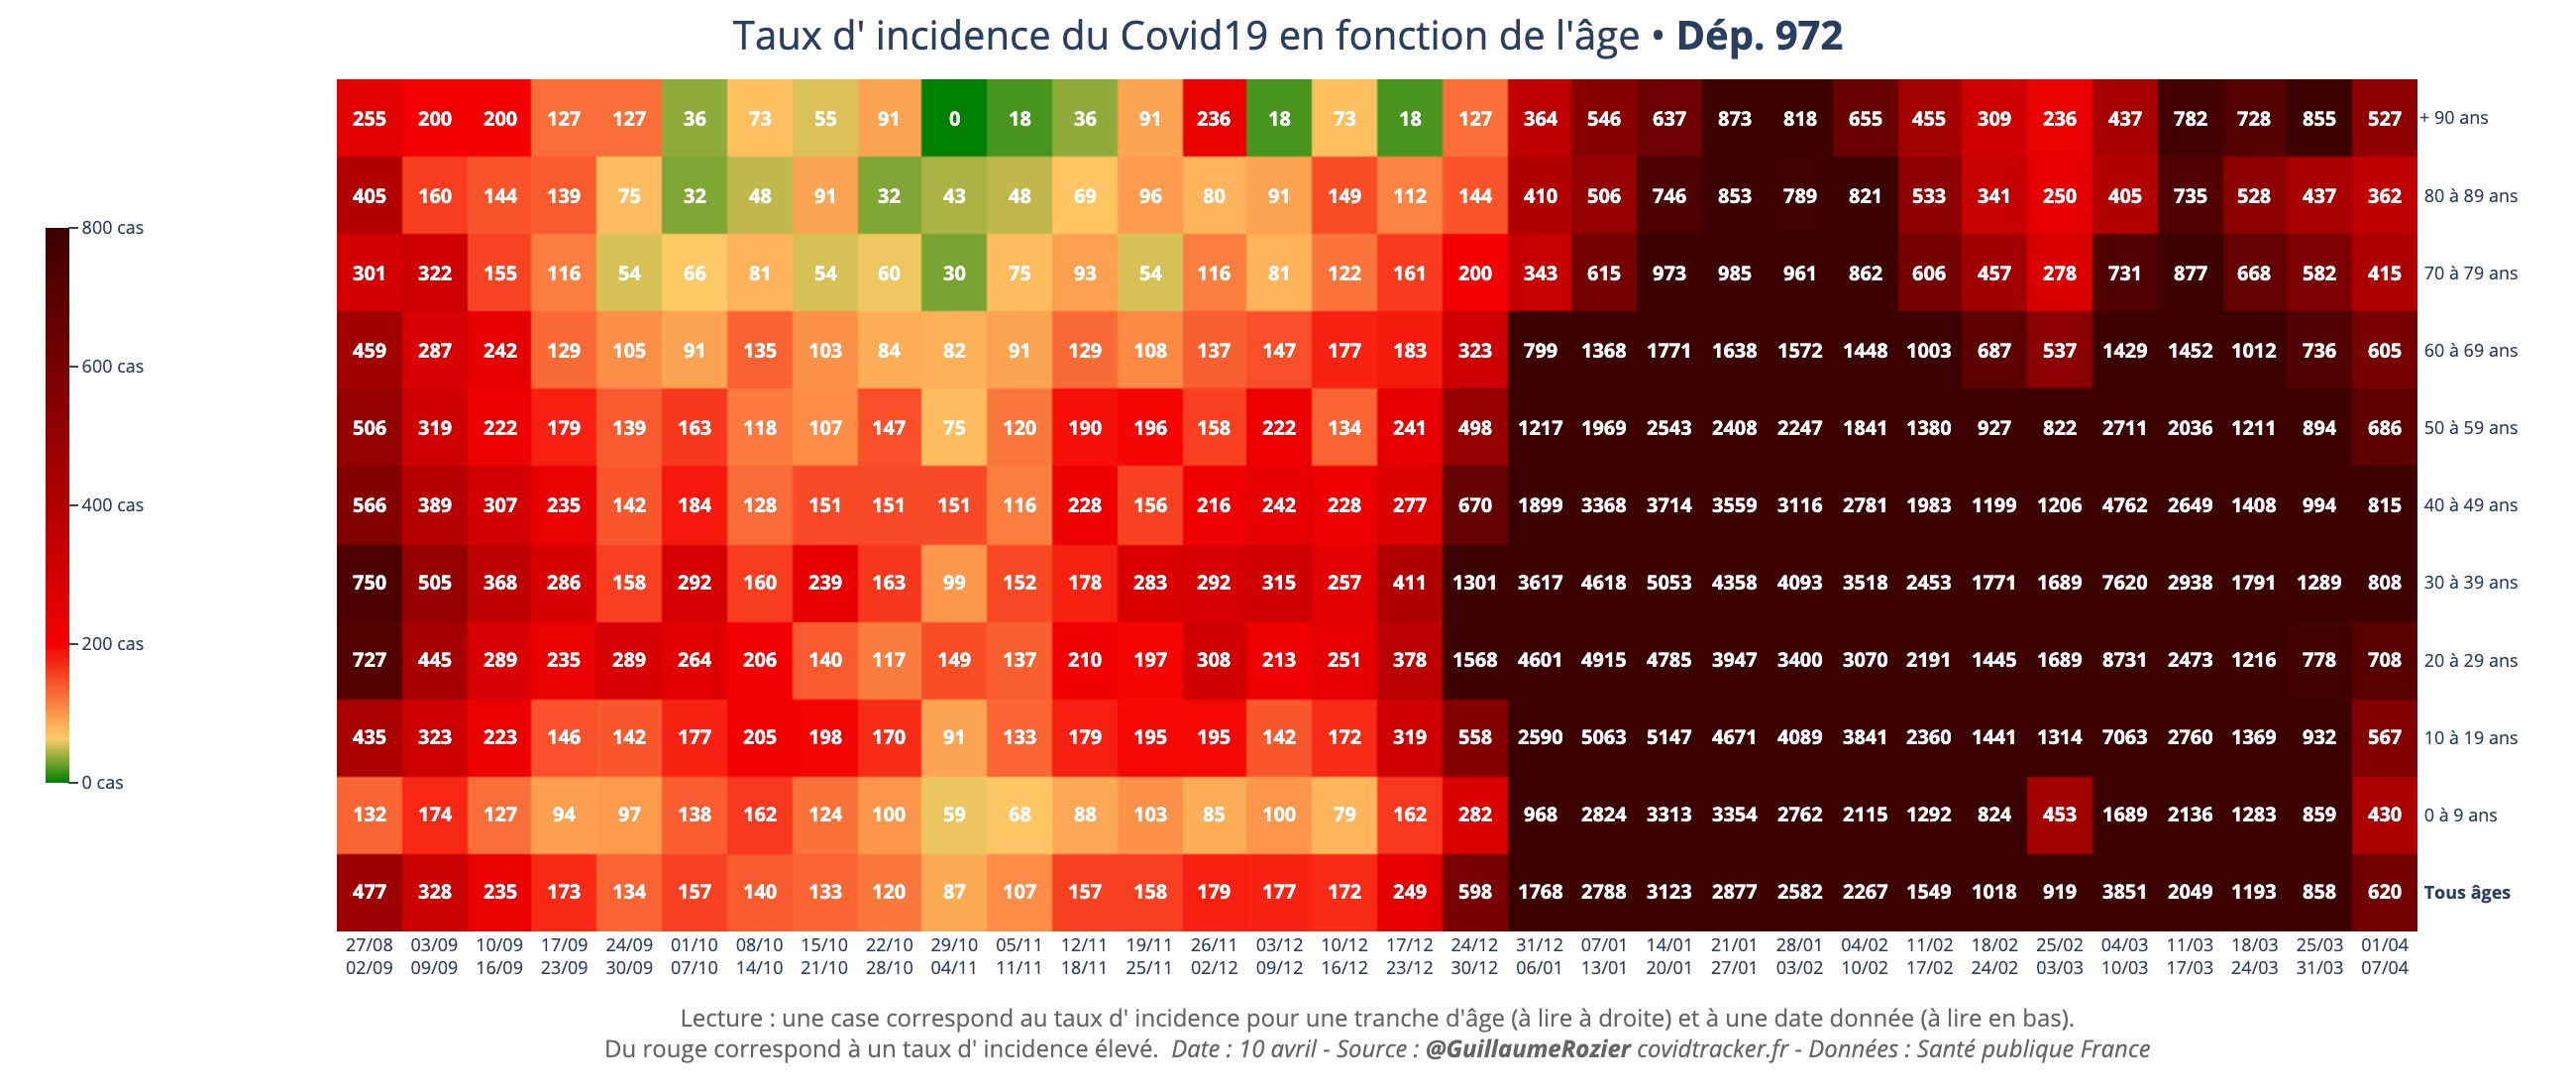 Taux d' incidence du Covid19 en fonction de l'âge • Dép. 972
255 200 200 127 127 36 73 55 91 0 18 36 91 236 18 73 18 127 364 546 637 873 818 655 455 309 236 437 782 728 855 527 + 90 ans
405 160 144 139 75 32 48 91 32 43 48 69 96 80 91 149 112 144 410 506 746 853 789 821 533 341 250 405 735 528 437 362 80 à 89 ans
800 cas
301 322 155 116 54 66 81 54 60 30 75 93 54 116 81 122 161 200 343 615 973 985 961 862 606 457 278 731 877 668 582 415 70 à 79 ans
459 287 242 129 105 91 135 103 84 82 91 129 108 137 147 177 183 323 799 1368 1771 1638 1572 1448 1003 687 537 1429 1452 1012 736 605 60 à 69 ans
600 cas
506 319 222 179 139 163 118 107 147 75 120 190 196 158 222 134 241 498 1217 1969 2543 2408 2247 1841 1380 927 822 2711 2036 1211 894 686 50 à 59 ans
400 cas
566 389 307 235 142 184 128 151 151 151 116 228 156 216 242 228 277 670 1899 3368 3714 3559 3116 2781 1983 1199 1206 4762 2649 1408 994 815 40 à 49 ans
750 505 368 286 158 292 160 239 163 99 152 178 283 292 315 257 411 1301 3617 4618 5053 4358 4093 3518 2453 1771 1689 7620 2938 1791 1289 808 30 à 39 ans
200 cas
727 445 289 235 289 264 206 140 117 149 137 210 197 308 213 251 378 1568 4601 4915 4785 3947 3400 3070 2191 1445 1689 8731 2473 1216 778 708 20 à 29 ans
435 323 223 146 142 177 205 198 170 91 133 179 195 195 142 172 319 558 2590 5063 5147 4671 4089 3841 2360 1441 1314 7063 2760 1369 932 567 10 à 19 ans
0 cas
132 174 127 94 97 138 162 124 100 59 68 88 103 85 100 79 162 282 968 2824 3313 3354 2762 2115 1292 824 453 1689 2136 1283 859 430 0 à 9 ans
477 328 235 173 134 157 140 133 120 87 107 157 158 179 177 172 249 598 1768 2788 3123 2877 2582 2267 1549 1018 919 3851 2049 1193 858 620 Tous âges
27/08 03/09 10/09 17/09 24/09 01/10 08/10 15/10 22/10 29/10 05/11 12/11 19/11 26/11 03/12 10/12 17/12 24/12 31/12 07/01 14/01 21/01 28/01 04/02 11/02 18/02 25/02 04/03 11/03 18/03 25/03 01/04
02/09 09/09 16/09 23/09 30/09 07/10 14/10 21/10 28/10 04/11 11/11 18/11 25/11 02/12 09/12 16/12 23/12 30/12 06/01 13/01 20/01 27/01 03/02 10/02 17/02 24/02 03/03 10/03 17/03 24/03 31/03 07/04
Lecture : une case correspond au taux d' incidence pour une tranche d'âge (à lire à droite) et à une date donnée (à lire en bas).
Du rouge correspond à un taux d' incidence élevé. Date : 10 avril - Source : @GuillaumeRozier covidtracker.fr - Données : Santé publique France